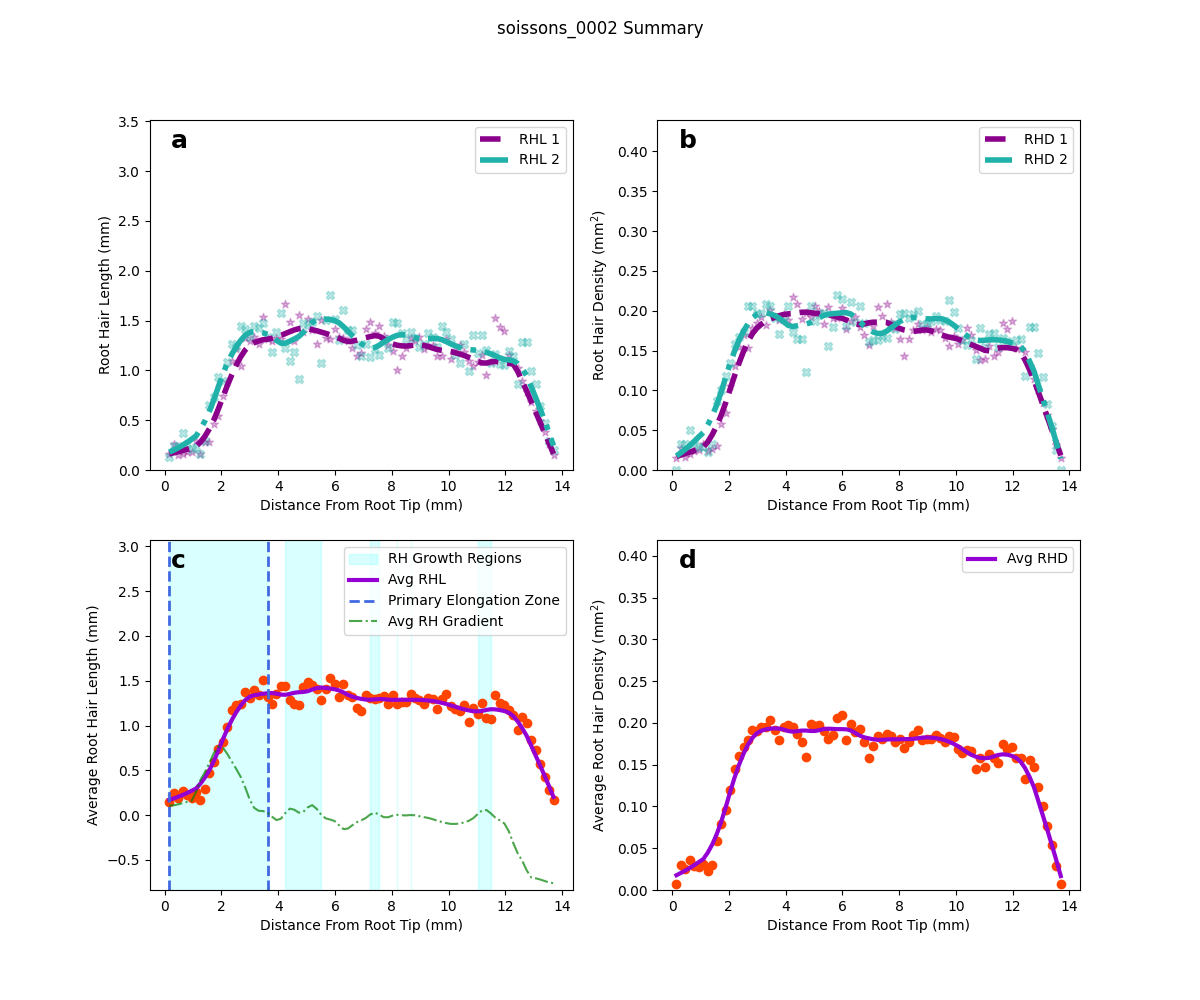 soissons_0002 Summary
a
RHL 1
RHL 2
3.5
3.0
2.5
2.0
1.5
1.0
0.5
0.0
Root Hair Length (mm)
0 2 4 6 8 10 12 14
Distance From Root Tip (mm)
b
RHD 1
RHD 2
0.40
0.35
0.30
0.25
0.20
0.15
0.10
0.05
0.00
Root Hair Density (mm²)
0 2 4 6 8 10 12 14
Distance From Root Tip (mm)
c
RH Growth Regions
Avg RHL
Primary Elongation Zone
Avg RH Gradient
3.0
2.5
2.0
1.5
1.0
0.5
0.0
−0.5
Average Root Hair Length (mm)
0 2 4 6 8 10 12 14
Distance From Root Tip (mm)
d
Avg RHD
0.40
0.35
0.30
0.25
0.20
0.15
0.10
0.05
0.00
Average Root Hair Density (mm²)
0 2 4 6 8 10 12 14
Distance From Root Tip (mm)